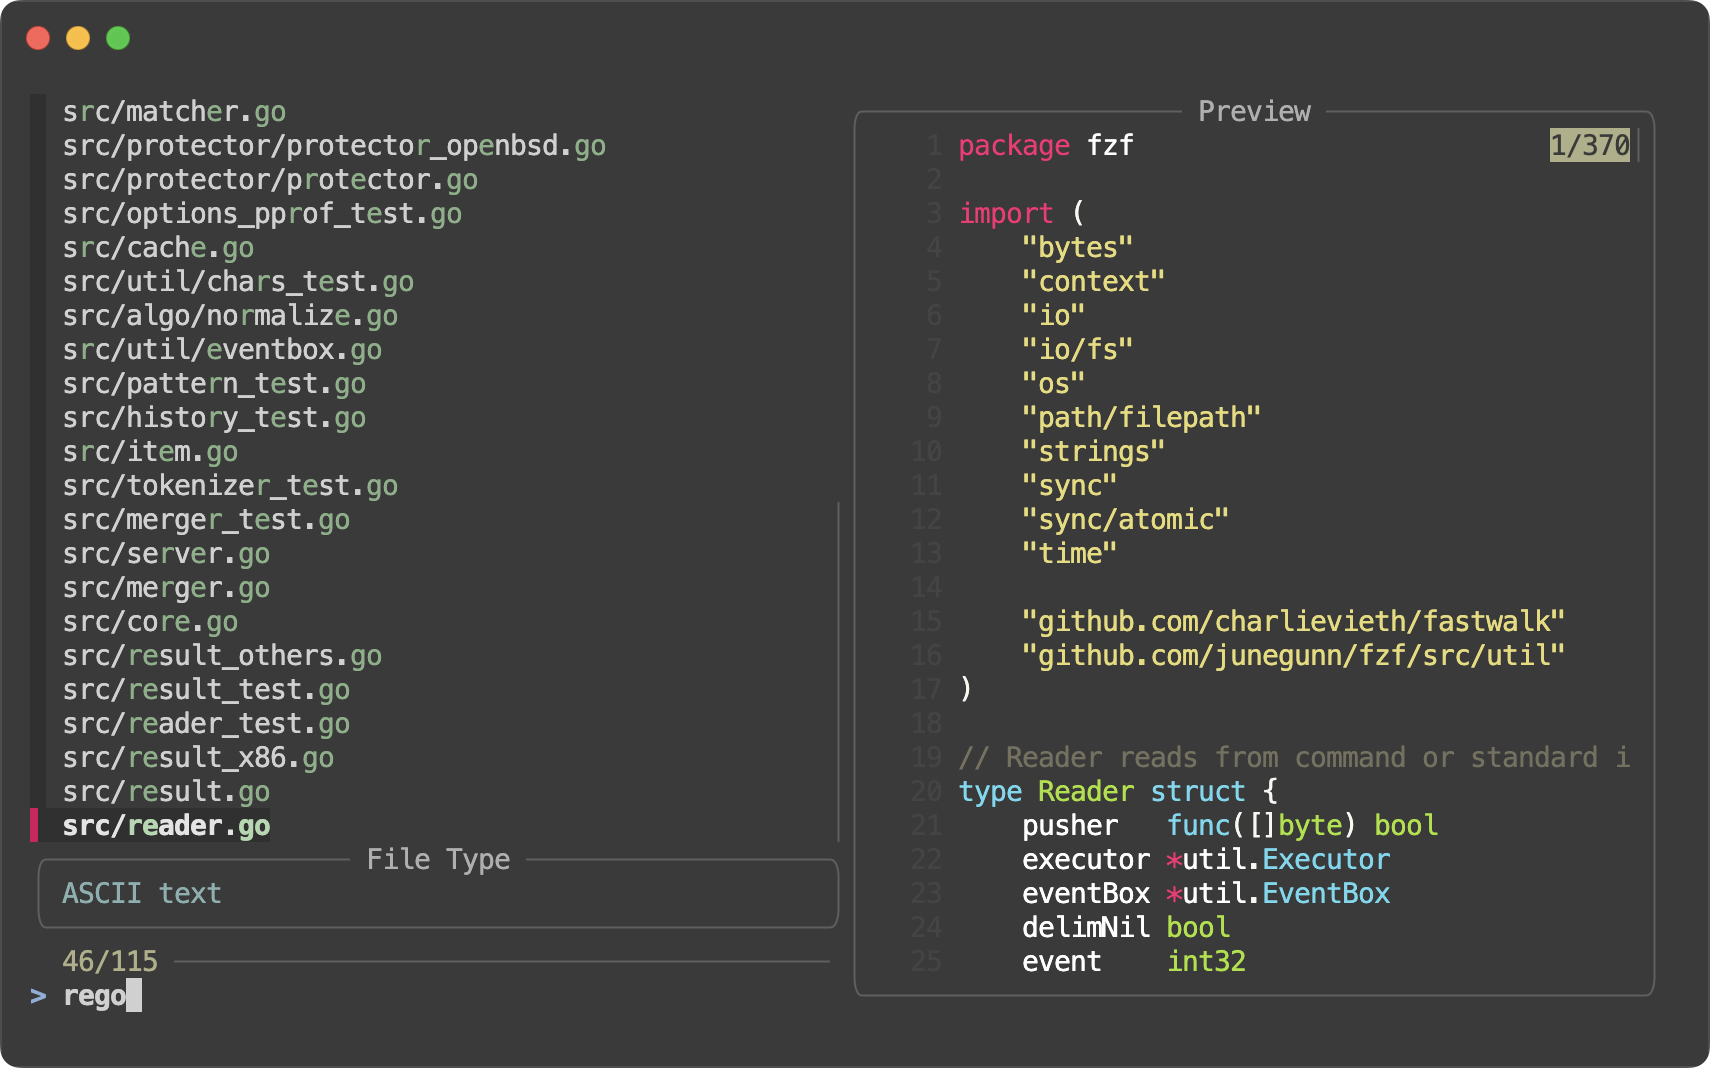 src/matcher.go
src/protector/protector_openbsd.go
src/protector/protector.go
src/options_pprof_test.go
src/cache.go
src/util/chars_test.go
src/algo/normalize.go
src/util/eventbox.go
src/pattern_test.go
src/history_test.go
src/item.go
src/tokenizer_test.go
src/merger_test.go
src/server.go
src/merger.go
src/core.go
src/result_others.go
src/result_test.go
src/reader_test.go
src/result_x86.go
src/result.go
src/reader.go
File Type
ASCII text
46/115
> rego
Preview
1 package fzf 1/370
2
3 import (
4 "bytes"
5 "context"
6 "io"
7 "io/fs"
8 "os"
9 "path/filepath"
10 "strings"
11 "sync"
12 "sync/atomic"
13 "time"
14
15 "github.com/charlievieth/fastwalk"
16 "github.com/junegunn/fzf/src/util"
17 )
18
19 // Reader reads from command or standard i
20 type Reader struct {
21 pusher func([]byte) bool
22 executor *util.Executor
23 eventBox *util.EventBox
24 delimNil bool
25 event int32